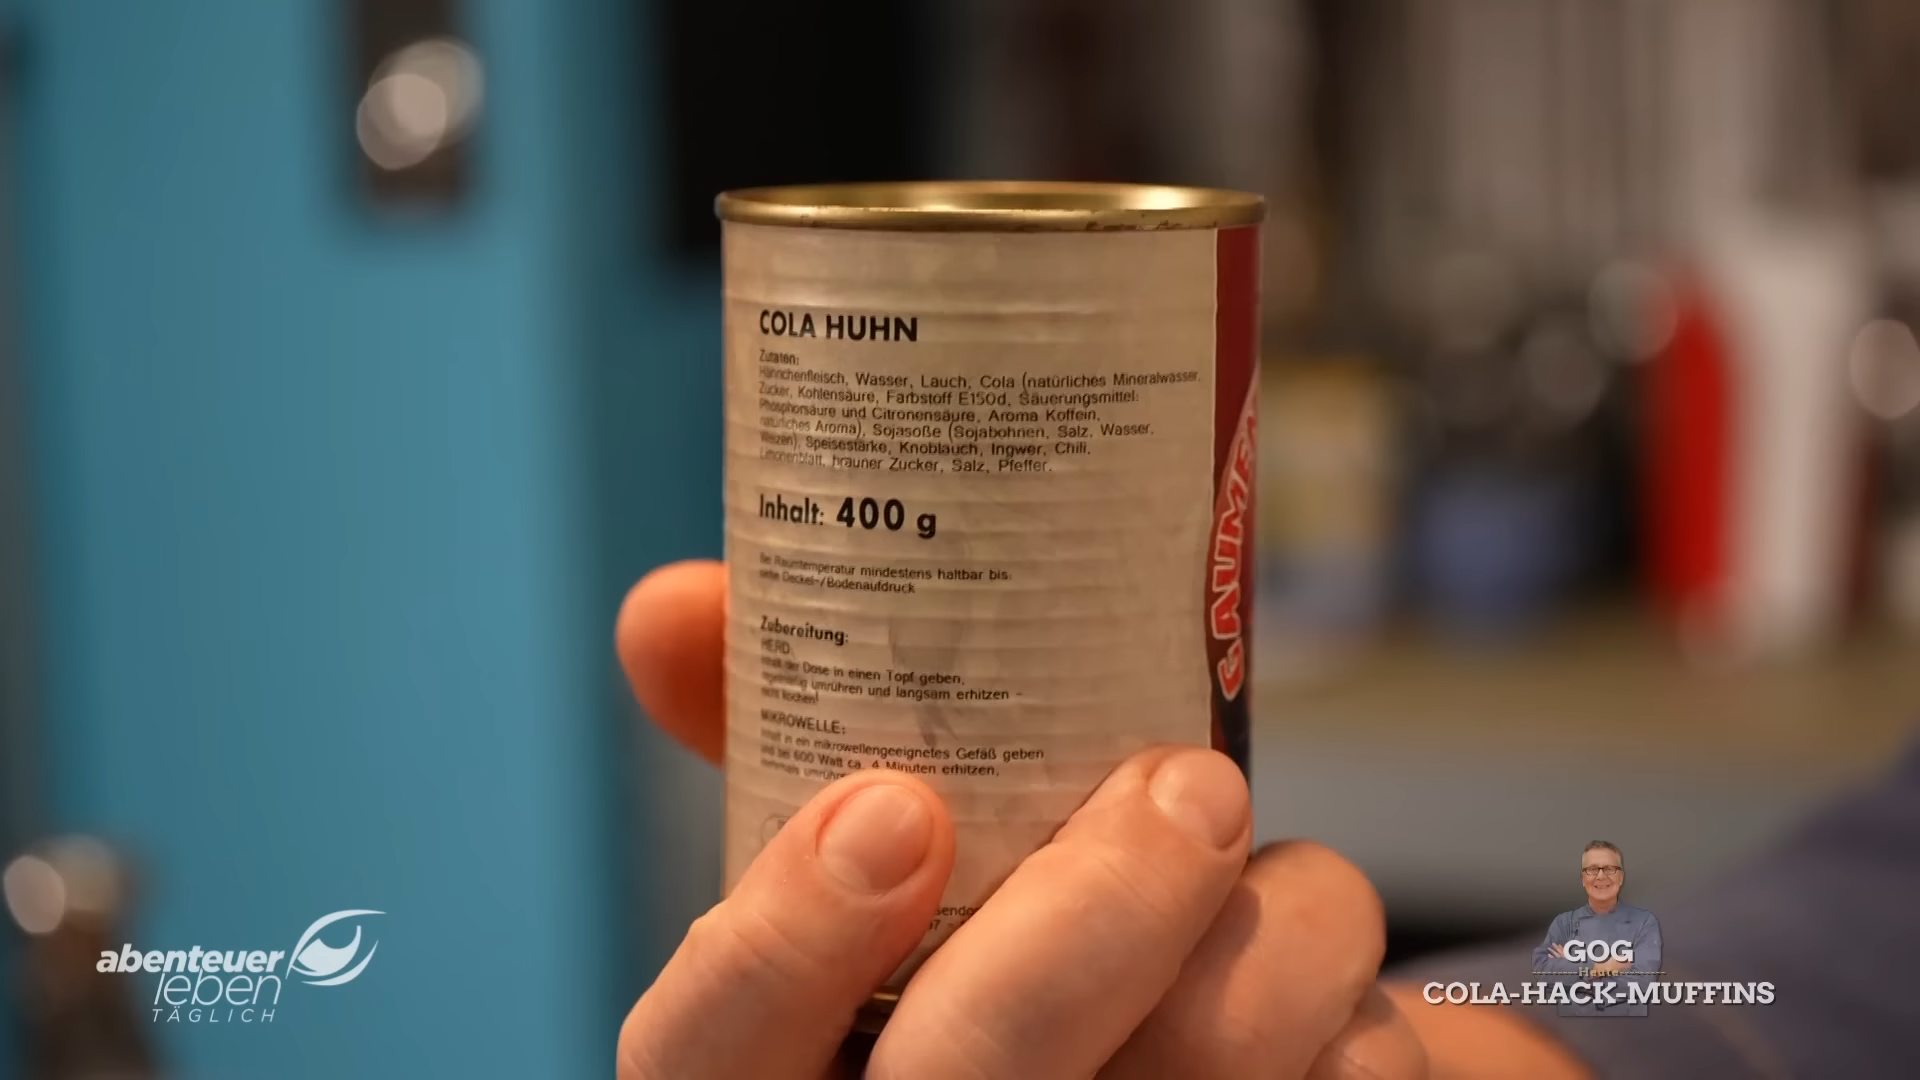 COLA HUHN
Zutaten:
Hähnchenfleisch, Wasser, Lauch, Cola (natürliches Mineralwasser,
Zucker, Kohlensäure, Farbstoff E150d, Säuerungsmittel:
Phosphorsäure und Citronensäure, Aroma Koffein,
natürliches Aroma), Sojasoße (Sojabohnen, Salz, Wasser,
Weizen), Speisestärke, Knoblauch, Ingwer, Chili,
Limonenblatt, brauner Zucker, Salz, Pfeffer.
Inhalt: 400 g
Bei Raumtemperatur mindestens haltbar bis:
siehe Deckel-/Bodenaufdruck
Zubereitung:
HERD:
Inhalt der Dose in einen Topf geben,
regelmäßig umrühren und langsam erhitzen –
nicht kochen!
MIKROWELLE:
Inhalt in ein mikrowellengeeignetes Gefäß geben
und bei 600 Watt ca. 4 Minuten erhitzen,
GAUMEN
abenteuer
leben
TÄGLICH
GOG
Heute
COLA-HACK-MUFFINS